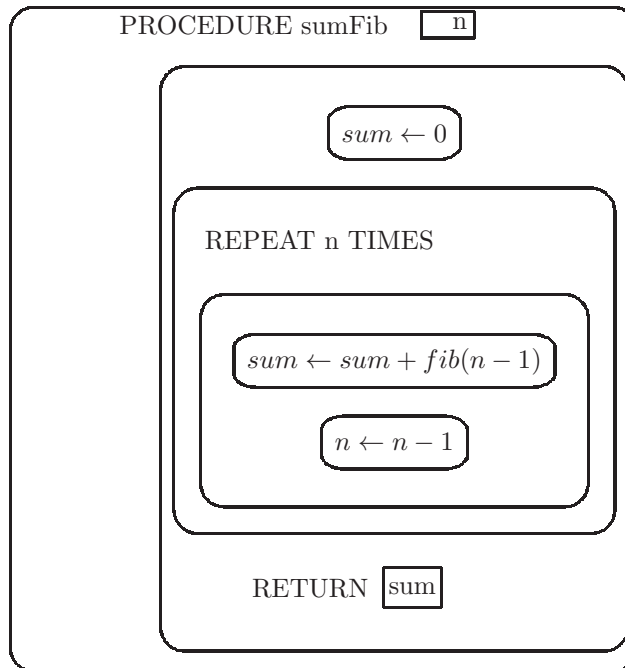 PROCEDURE sumFib n
sum ← 0
REPEAT n TIMES
sum ← sum + fib(n − 1)
n ← n − 1
RETURN sum